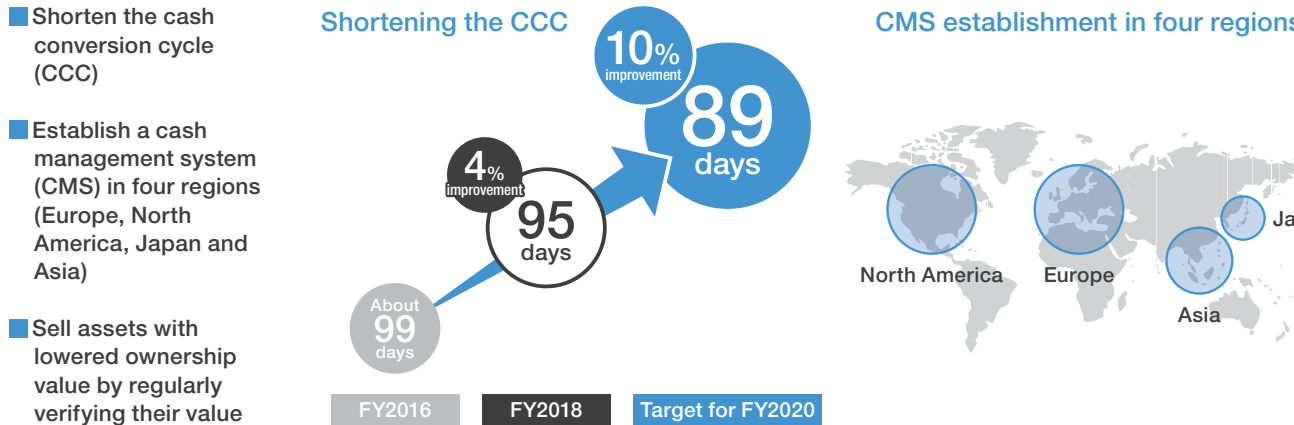 Shorten the cash
conversion cycle
(CCC)
Establish a cash
management system
(CMS) in four regions
(Europe, North
America, Japan and
Asia)
Sell assets with
lowered ownership
value by regularly
verifying their value
Shortening the CCC
10%
improvement
89
days
4%
improvement
95
days
About
99
days
FY2016
FY2018
Target for FY2020
CMS establishment in four regions
North America
Europe
Ja
Asia